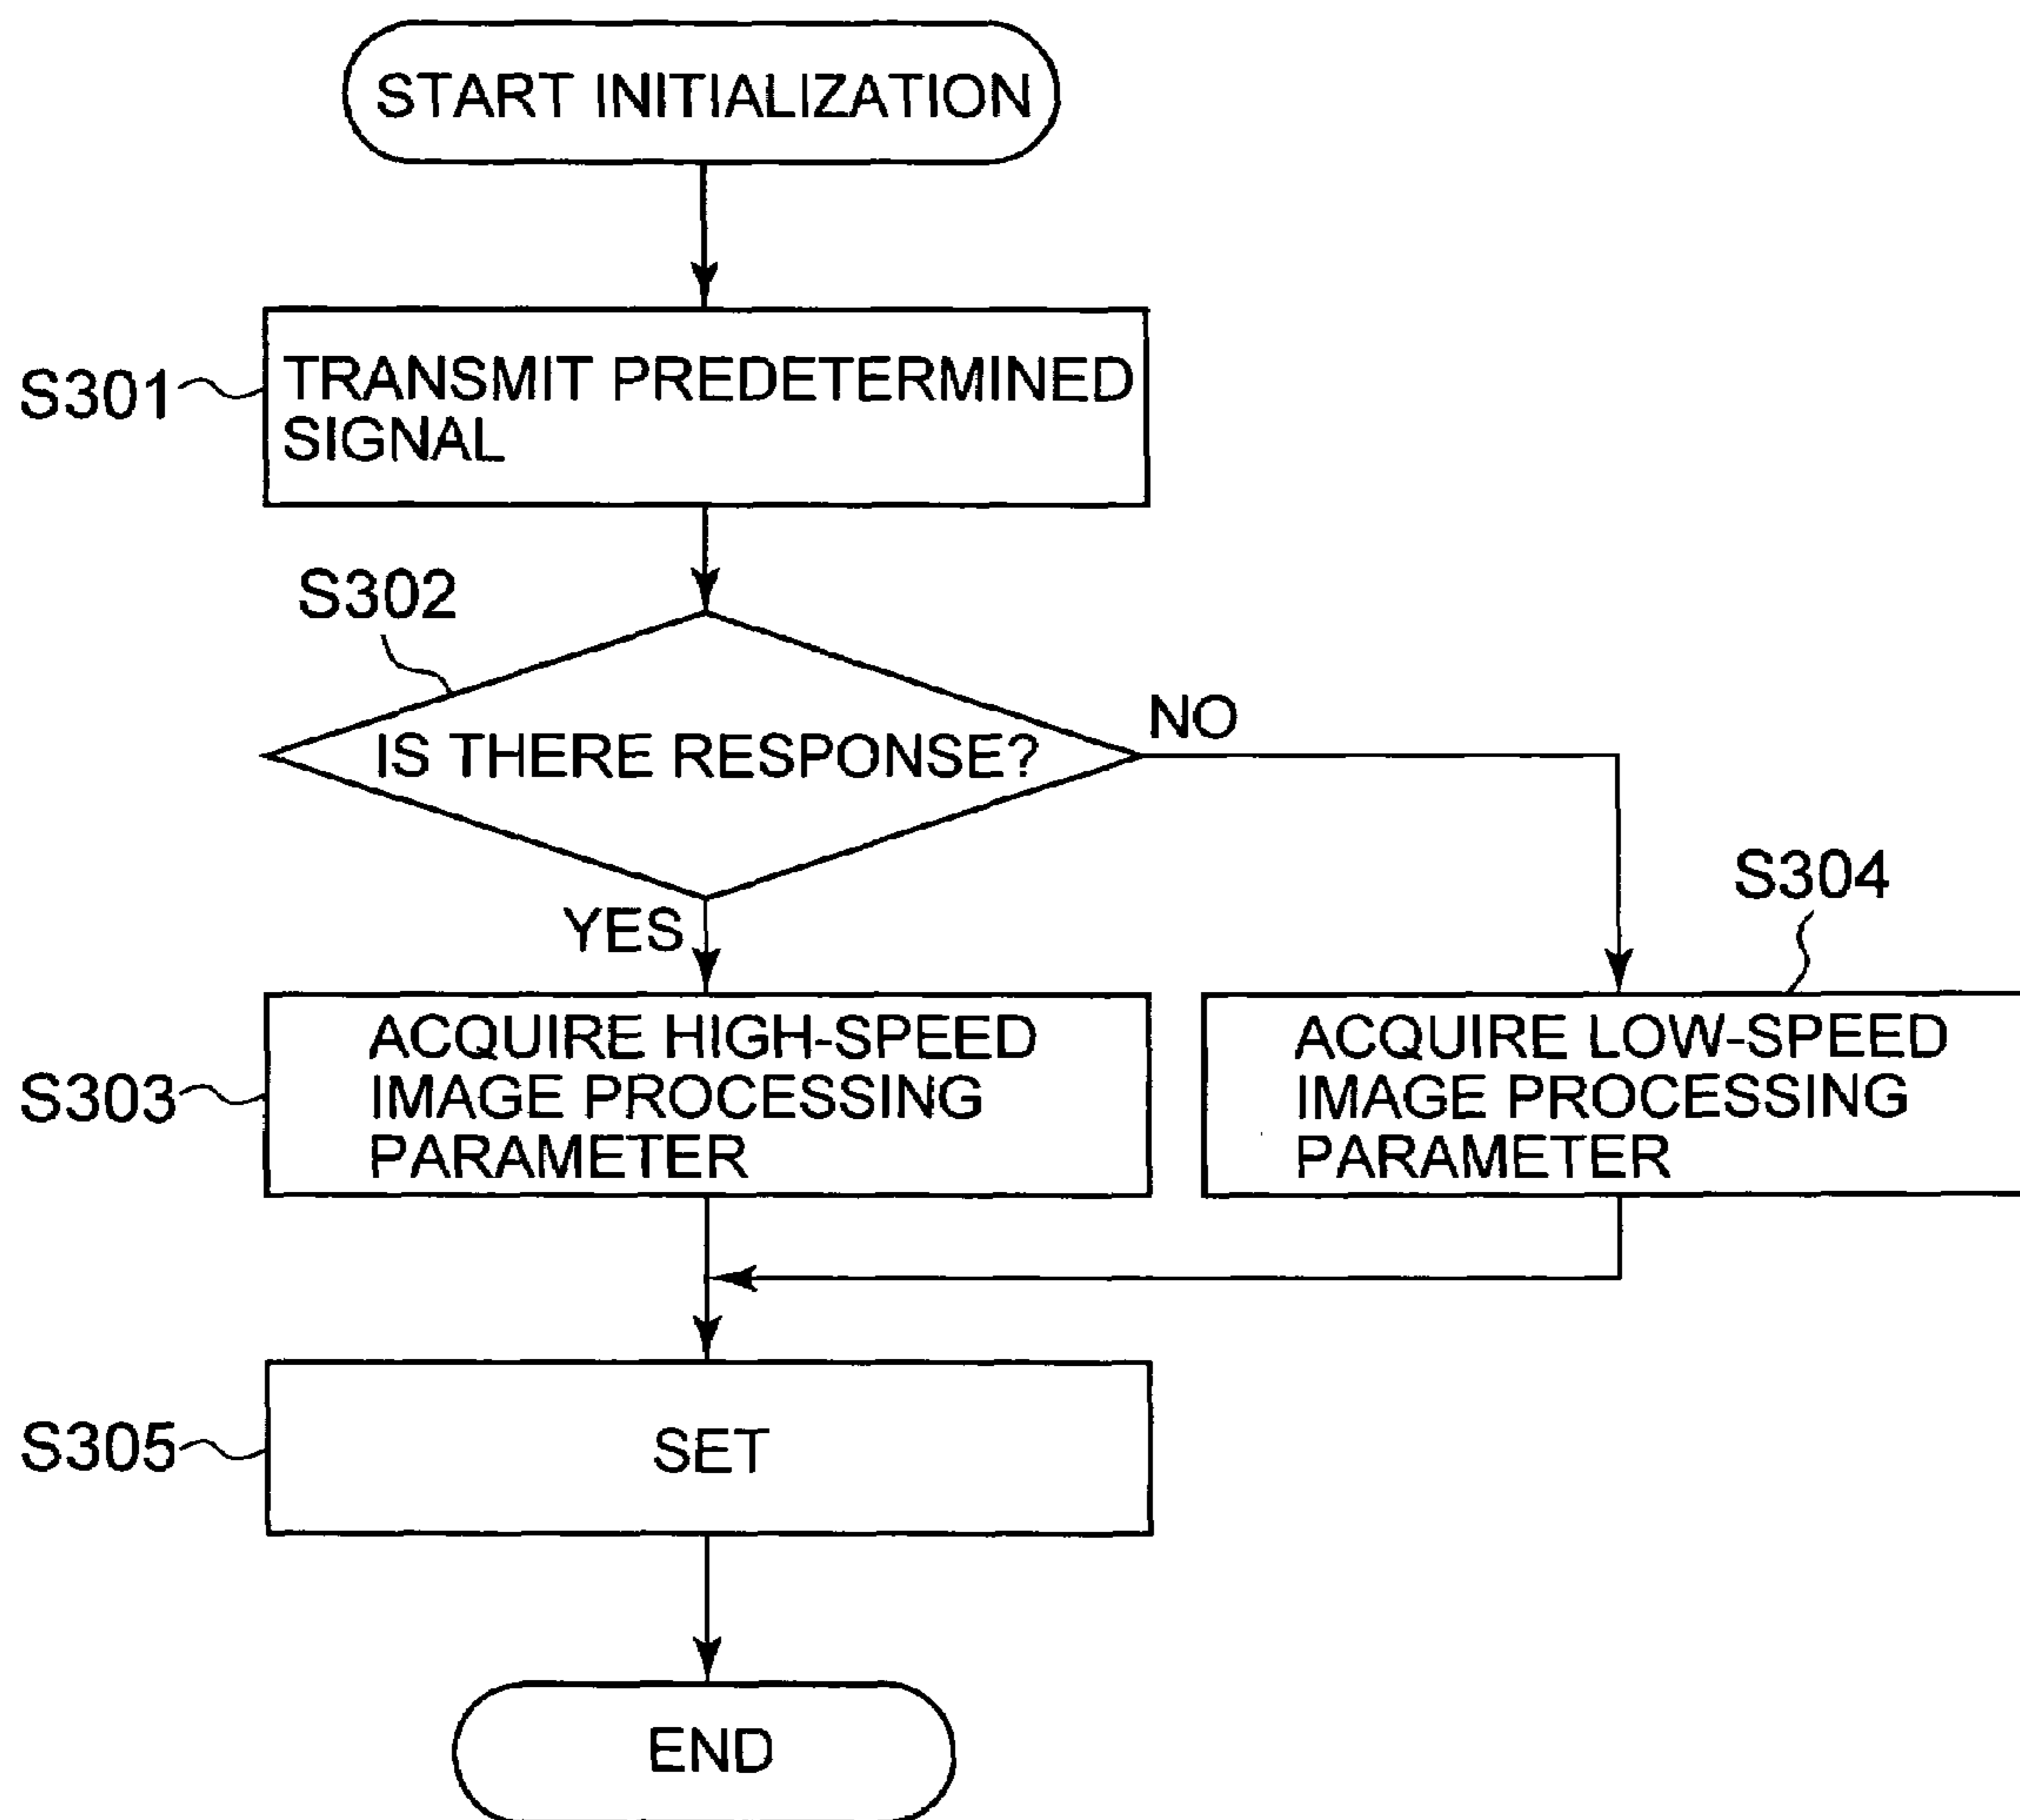 START INITIALIZATION
S301
TRANSMIT PREDETERMINED
SIGNAL
S302
IS THERE RESPONSE?
NO
YES
S304
S303
ACQUIRE HIGH-SPEED
IMAGE PROCESSING
PARAMETER
ACQUIRE LOW-SPEED
IMAGE PROCESSING
PARAMETER
S305
SET
END